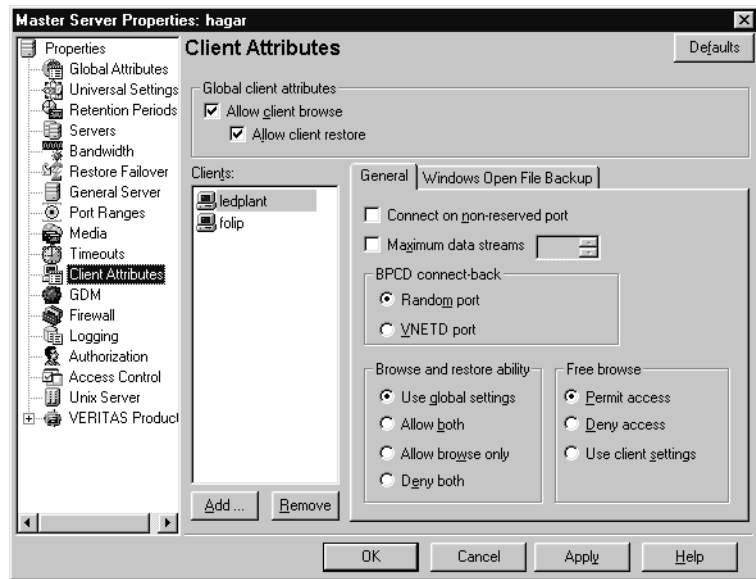 Master Server Properties: hagar
Properties
Global Attributes
Universal Settings
Retention Periods
Servers
Bandwidth
Restore Failover
General Server
Port Ranges
Media
Timeouts
Client Attributes
GDM
Firewall
Logging
Authorization
Access Control
Unix Server
VERITAS Product
Client Attributes
Defaults
Global client attributes
Allow client browse
Allow client restore
Clients:
ledplant
folip
Add ...
Remove
General
Windows Open File Backup
Connect on non-reserved port
Maximum data streams
BPCD connect-back
Random port
VNETD port
Browse and restore ability
Use global settings
Allow both
Allow browse only
Deny both
Free browse
Permit access
Deny access
Use client settings
OK
Cancel
Apply
Help